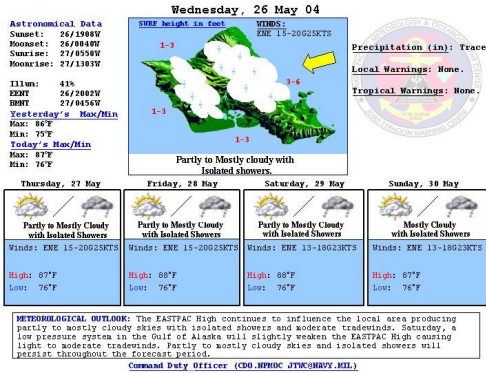 Wednesday, 26 May 04
Astronomical Data
Sunset: 26/1908W
Moonset: 26/0040W
Sunrise: 27/0550W
Moonrise: 27/1303W
Illun: 41%
EENT 26/2002W
BMNT 27/0456W
Yesterday's Max/Min
Max: 86°F
Min: 75°F
Today's Max/Min
Max: 87°F
Min: 76°F
SURF height in feet
WINDS:
ENE 15-20G25KTS
1-3
3-6
1-3
1-3
Partly to Mostly cloudy with
Isolated showers.
Precipitation (in): Trace
Local Warnings: None.
Tropical Warnings: None.
JOINT TYPHOON WARNING CENTER
Thursday, 27 May
Partly to Mostly Cloudy
with Isolated Showers
Winds: ENE 15-20G25KTS
High: 87°F
Low: 76°F
Friday, 28 May
Partly to Mostly Cloudy
with Isolated Showers
Winds: ENE 15-20G25KTS
High: 88°F
Low: 76°F
Saturday, 29 May
Partly to Mostly Cloudy
with Isolated Showers
Winds: ENE 13-18G23KTS
High: 88°F
Low: 76°F
Sunday, 30 May
Mostly Cloudy
with Isolated Showers
Winds: ENE 13-18G23KTS
High: 87°F
Low: 76°F
METEOROLOGICAL OUTLOOK: The EASTPAC High continues to influence the local area producing
partly to mostly cloudy skies with isolated showers and moderate tradewinds. Saturday, a
low pressure system in the Gulf of Alaska will slightly weaken the EASTPAC High causing
light to moderate tradewinds. Partly to mostly cloudy skies and isolated showers will
persist throughout the forecast period.
Command Duty Officer (CDO.NPMOC JTWC@NAVY.MIL)